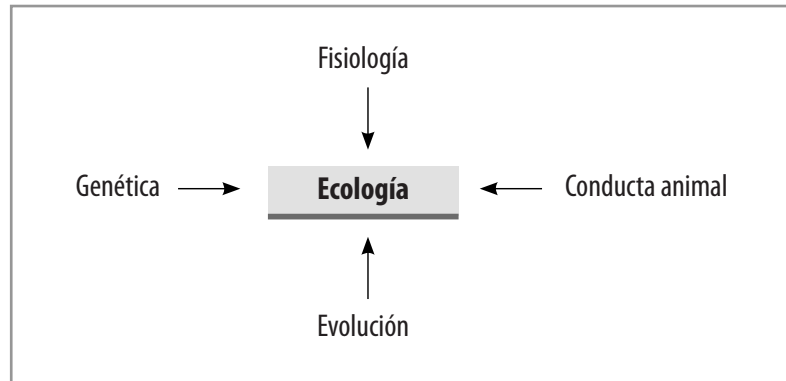 Fisiología
Genética
Ecología
Conducta animal
Evolución